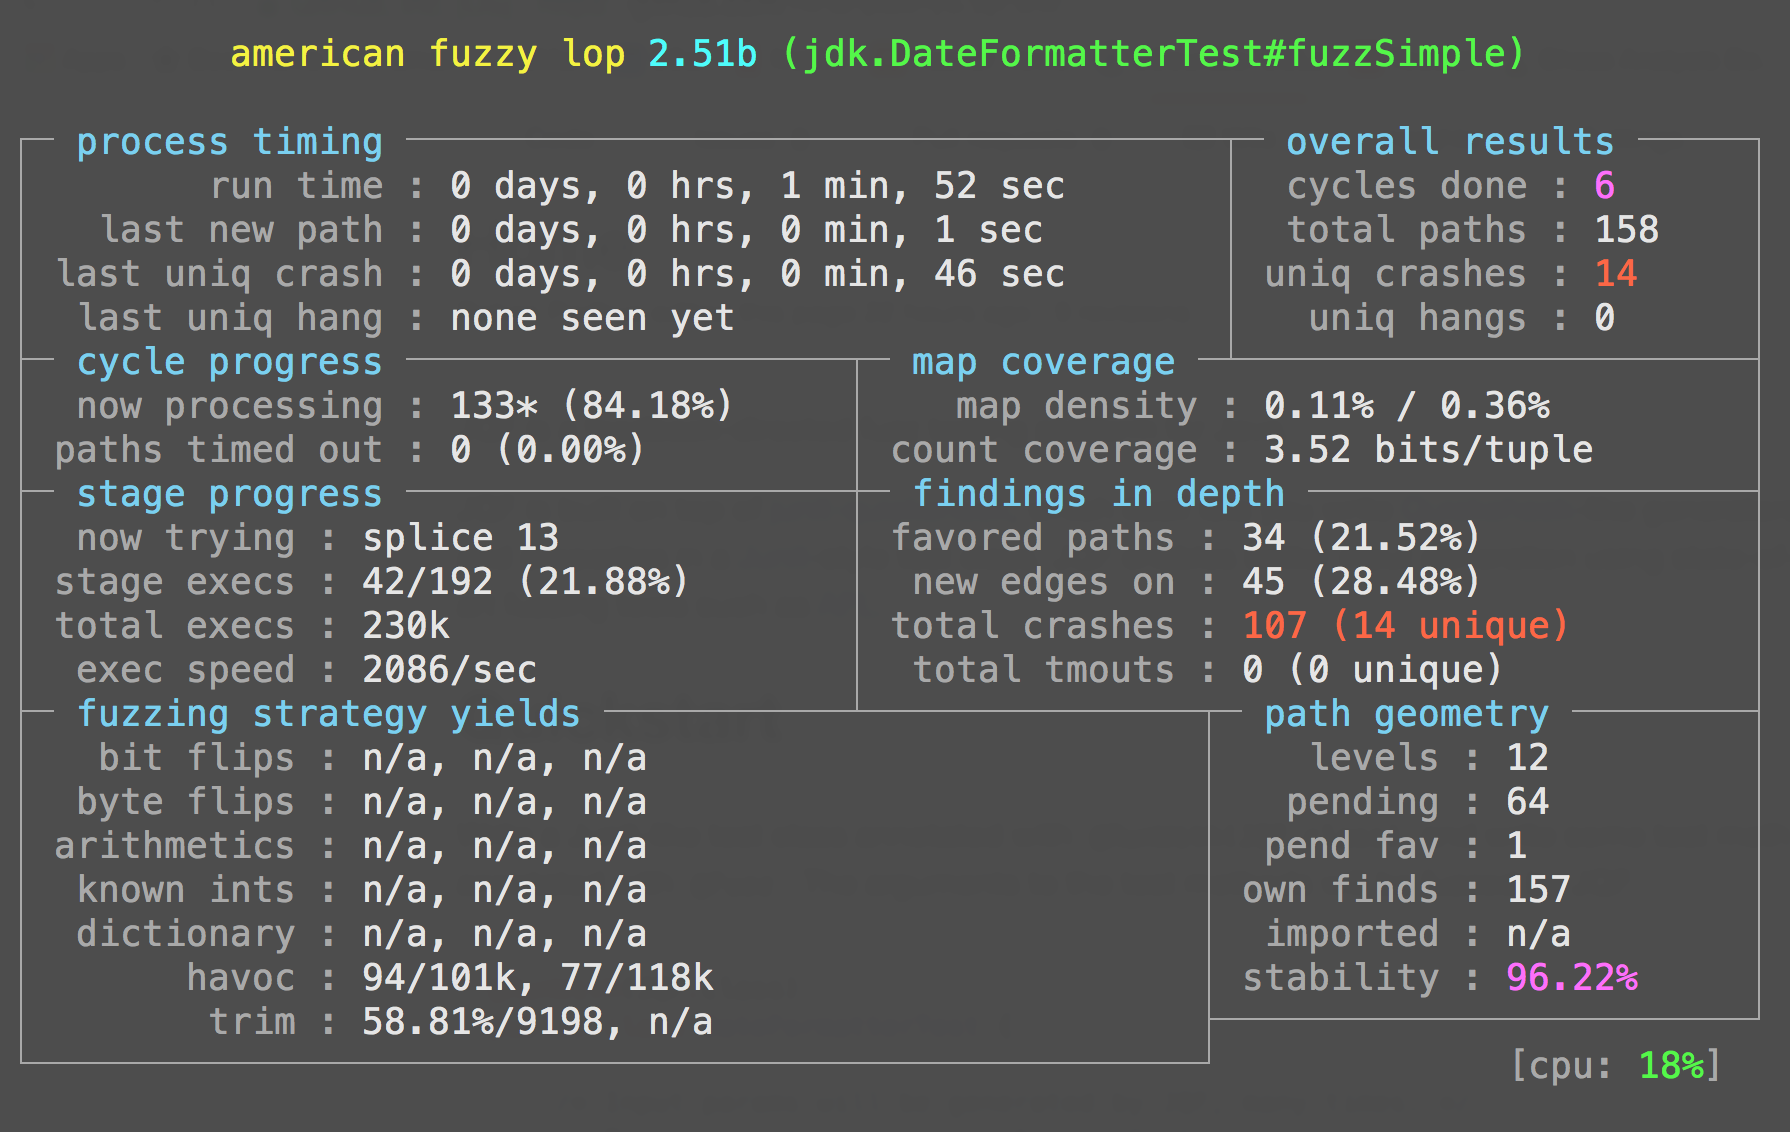 american fuzzy lop 2.51b (jdk.DateFormatterTest#fuzzSimple)
process timing
run time : 0 days, 0 hrs, 1 min, 52 sec
last new path : 0 days, 0 hrs, 0 min, 1 sec
last uniq crash : 0 days, 0 hrs, 0 min, 46 sec
last uniq hang : none seen yet
overall results
cycles done : 6
total paths : 158
uniq crashes : 14
uniq hangs : 0
cycle progress
now processing : 133* (84.18%)
paths timed out : 0 (0.00%)
map coverage
map density : 0.11% / 0.36%
count coverage : 3.52 bits/tuple
stage progress
now trying : splice 13
stage execs : 42/192 (21.88%)
total execs : 230k
exec speed : 2086/sec
findings in depth
favored paths : 34 (21.52%)
new edges on : 45 (28.48%)
total crashes : 107 (14 unique)
total tmouts : 0 (0 unique)
fuzzing strategy yields
bit flips : n/a, n/a, n/a
byte flips : n/a, n/a, n/a
arithmetics : n/a, n/a, n/a
known ints : n/a, n/a, n/a
dictionary : n/a, n/a, n/a
havoc : 94/101k, 77/118k
trim : 58.81%/9198, n/a
path geometry
levels : 12
pending : 64
pend fav : 1
own finds : 157
imported : n/a
stability : 96.22%
[cpu: 18%]